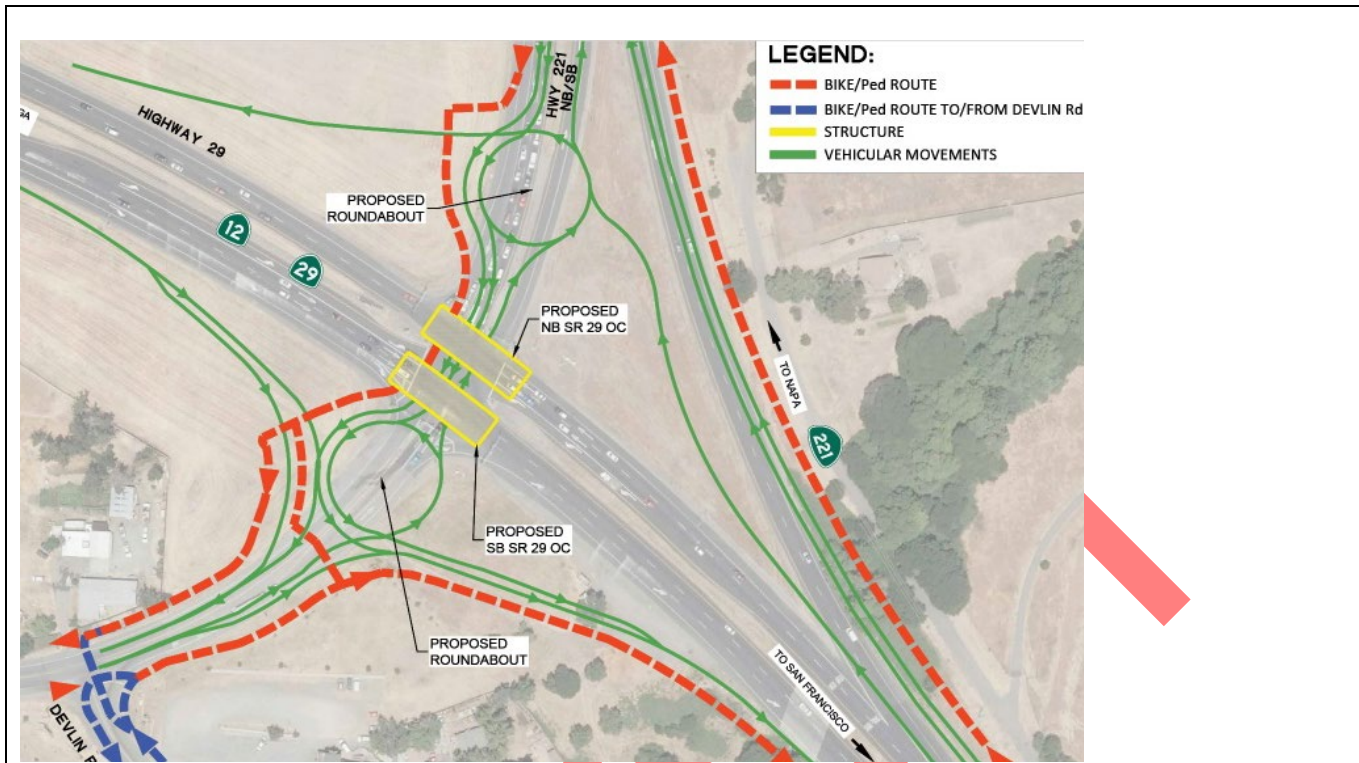 LEGEND:
BIKE/Ped ROUTE
BIKE/Ped ROUTE TO/FROM DEVLIN Rd
STRUCTURE
VEHICULAR MOVEMENTS
HWY 221
NB/SB
GA
HIGHWAY 29
PROPOSED
ROUNDABOUT
12
29
PROPOSED
NB SR 29 OC
TO NAPA
221
PROPOSED
SB SR 29 OC
PROPOSED
ROUNDABOUT
TO SAN FRANCISCO
DEVLIN